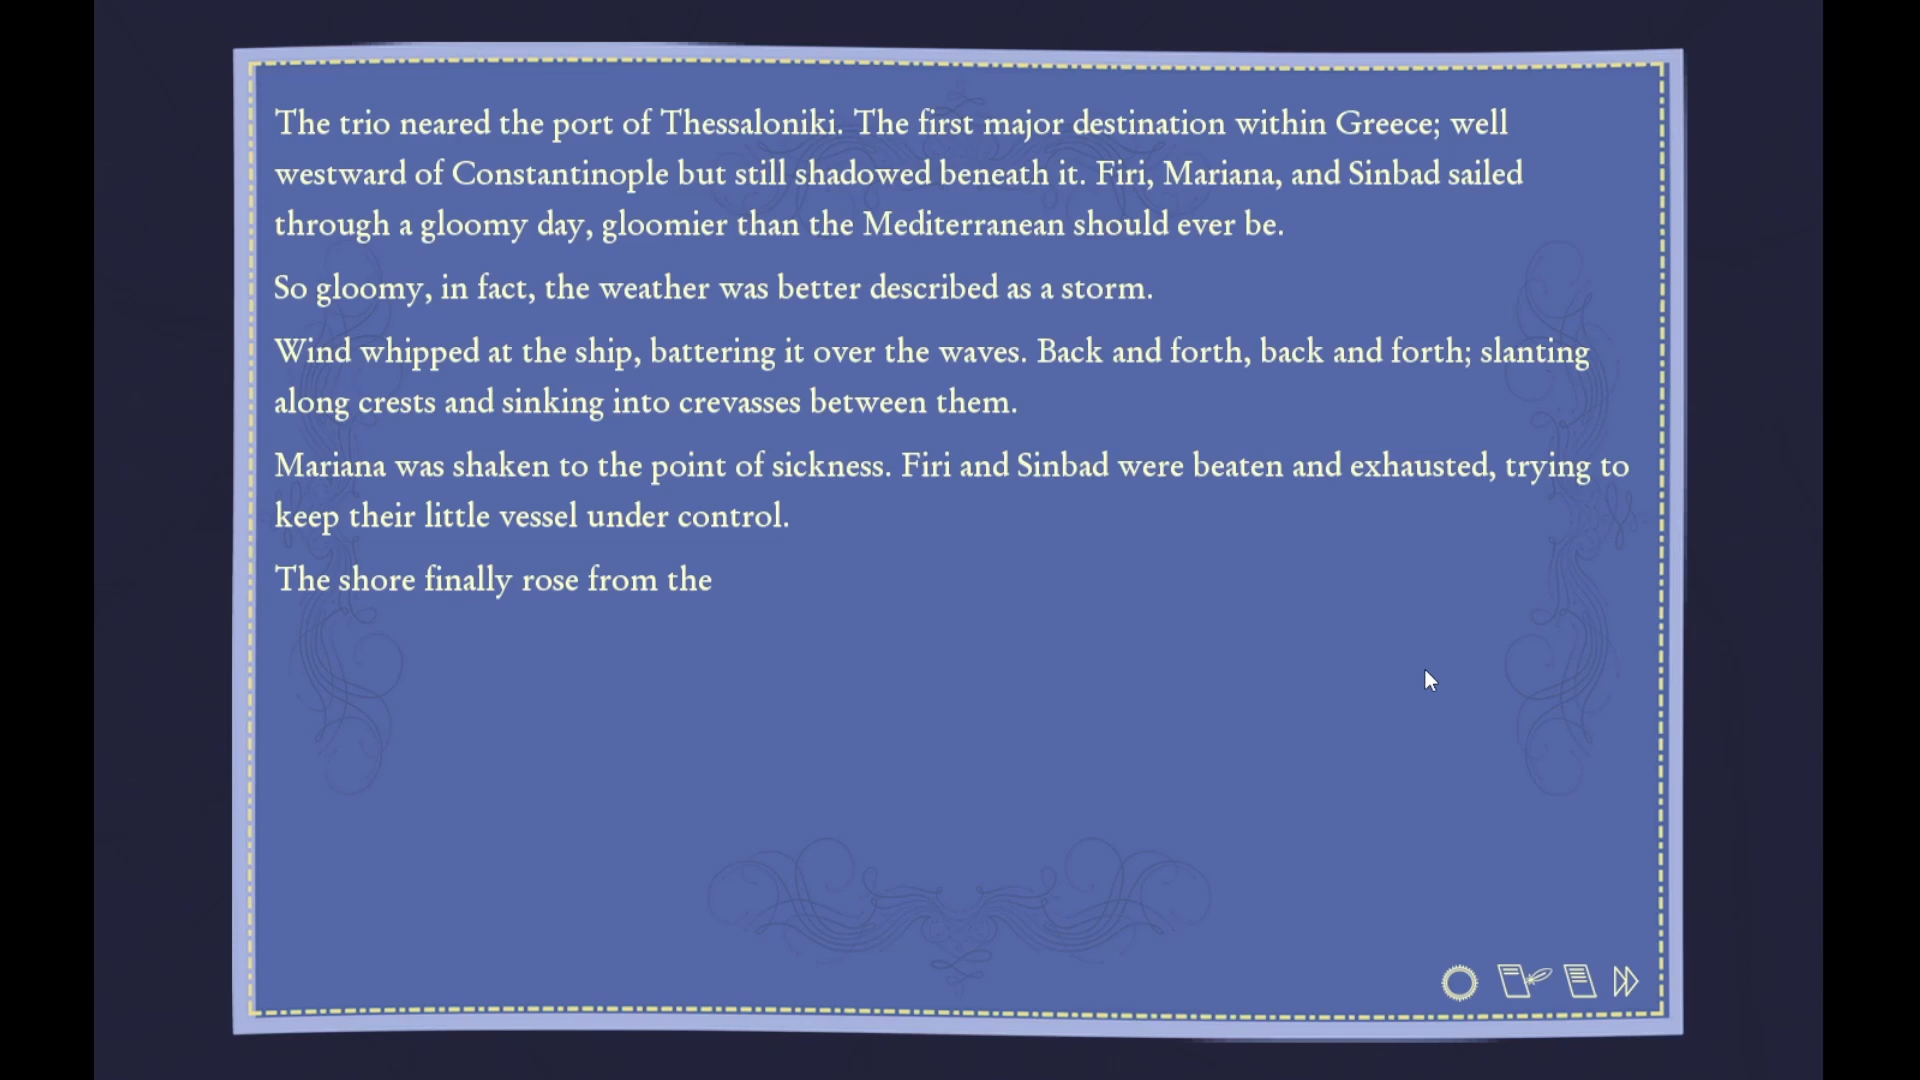 The trio neared the port of Thessaloniki. The first major destination within Greece; well
westward of Constantinople but still shadowed beneath it. Firi, Mariana, and Sinbad sailed
through a gloomy day, gloomier than the Mediterranean should ever be.
So gloomy, in fact, the weather was better described as a storm.
Wind whipped at the ship, battering it over the waves. Back and forth, back and forth; slanting
along crests and sinking into crevasses between them.
Mariana was shaken to the point of sickness. Firi and Sinbad were beaten and exhausted, trying to
keep their little vessel under control.
The shore finally rose from the